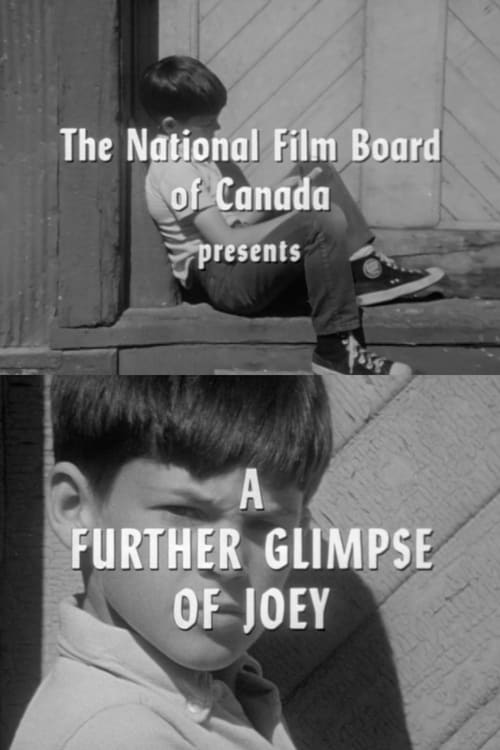 The National Film Board
of Canada
presents
A
FURTHER GLIMPSE
OF JOEY